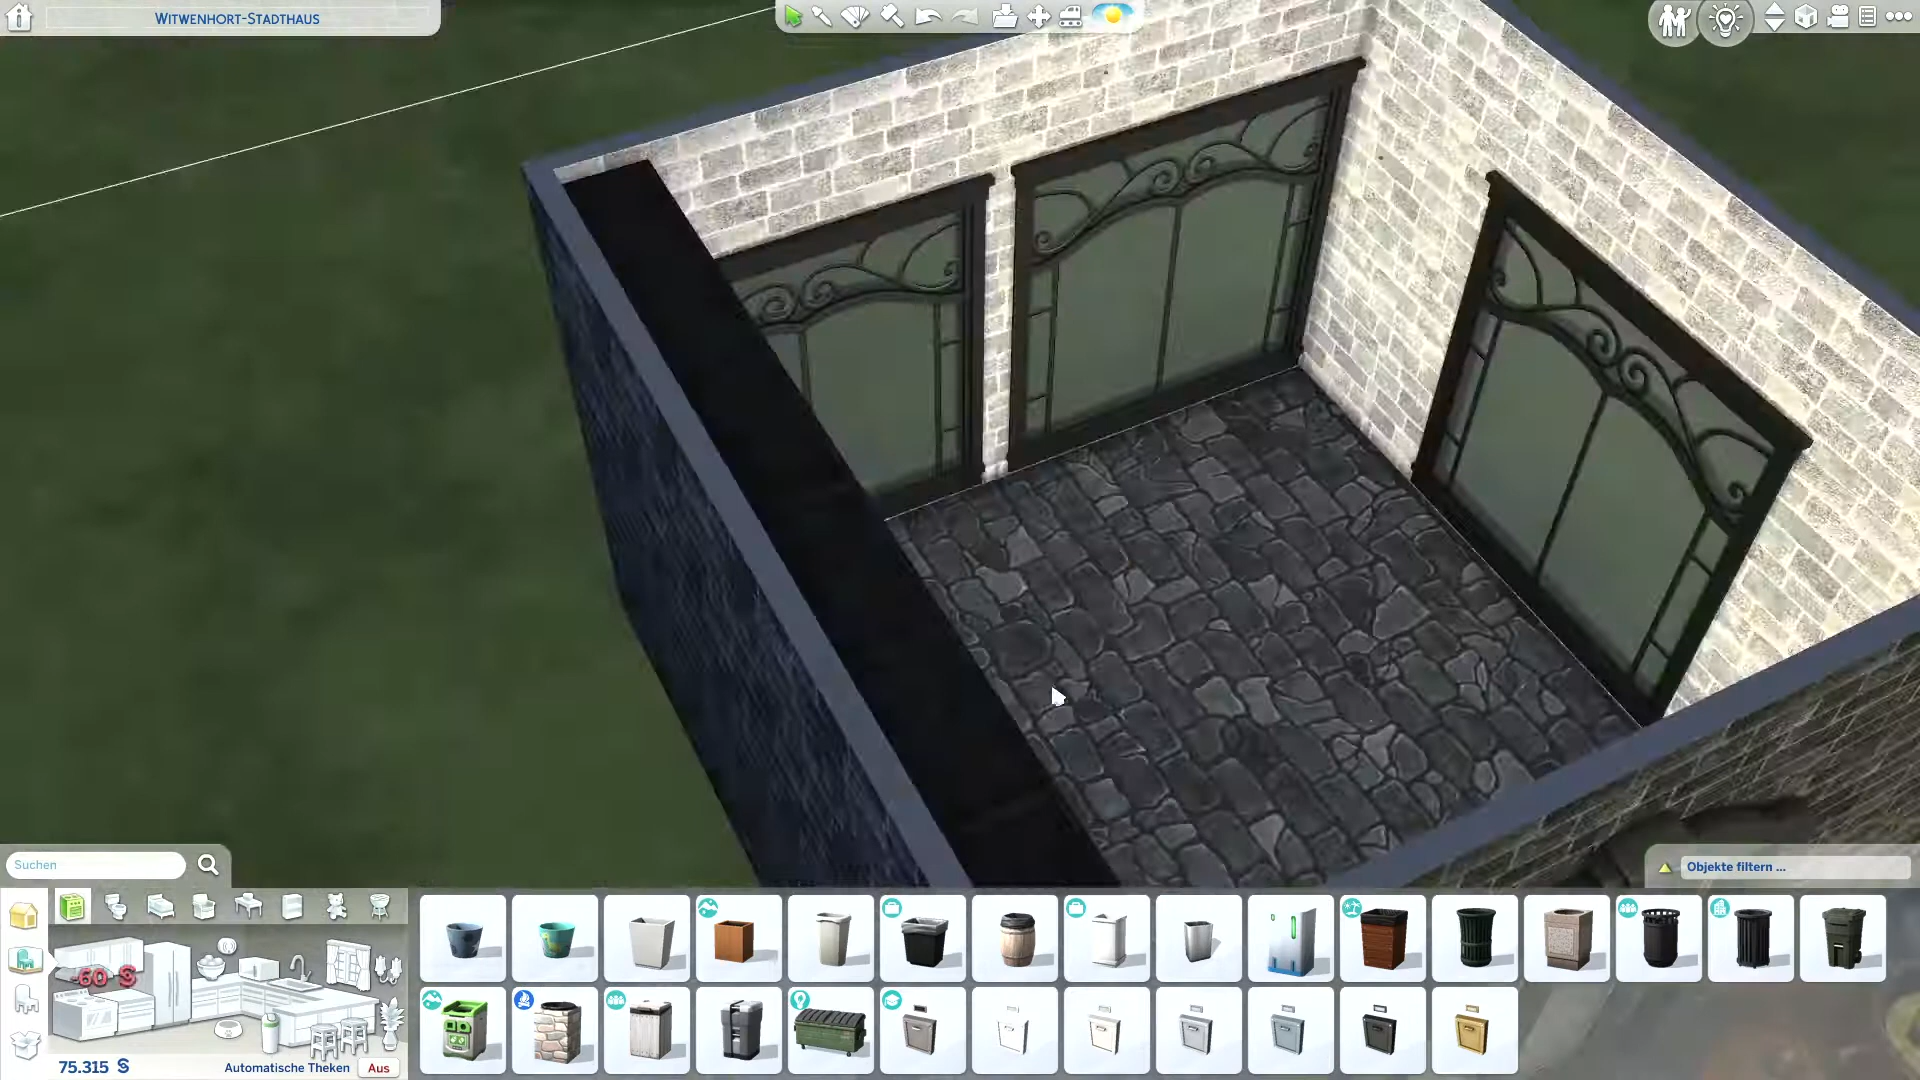 Witwenhort-Stadthaus
Suchen
Objekte filtern ...
-60 §
75.315 §
Automatische Theken
Aus